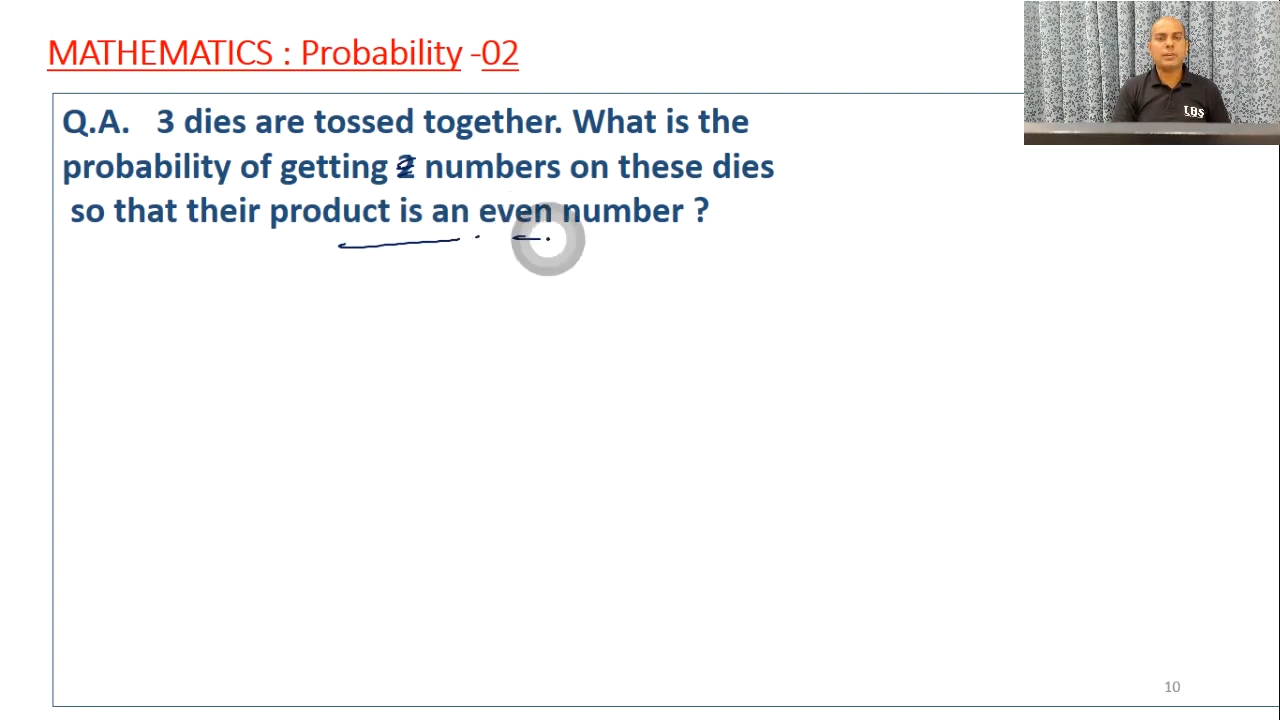 MATHEMATICS : Probability -02
Q.A. 3 dies are tossed together. What is the
probability of getting numbers on these dies
so that their product is an even number ?
LBS
10